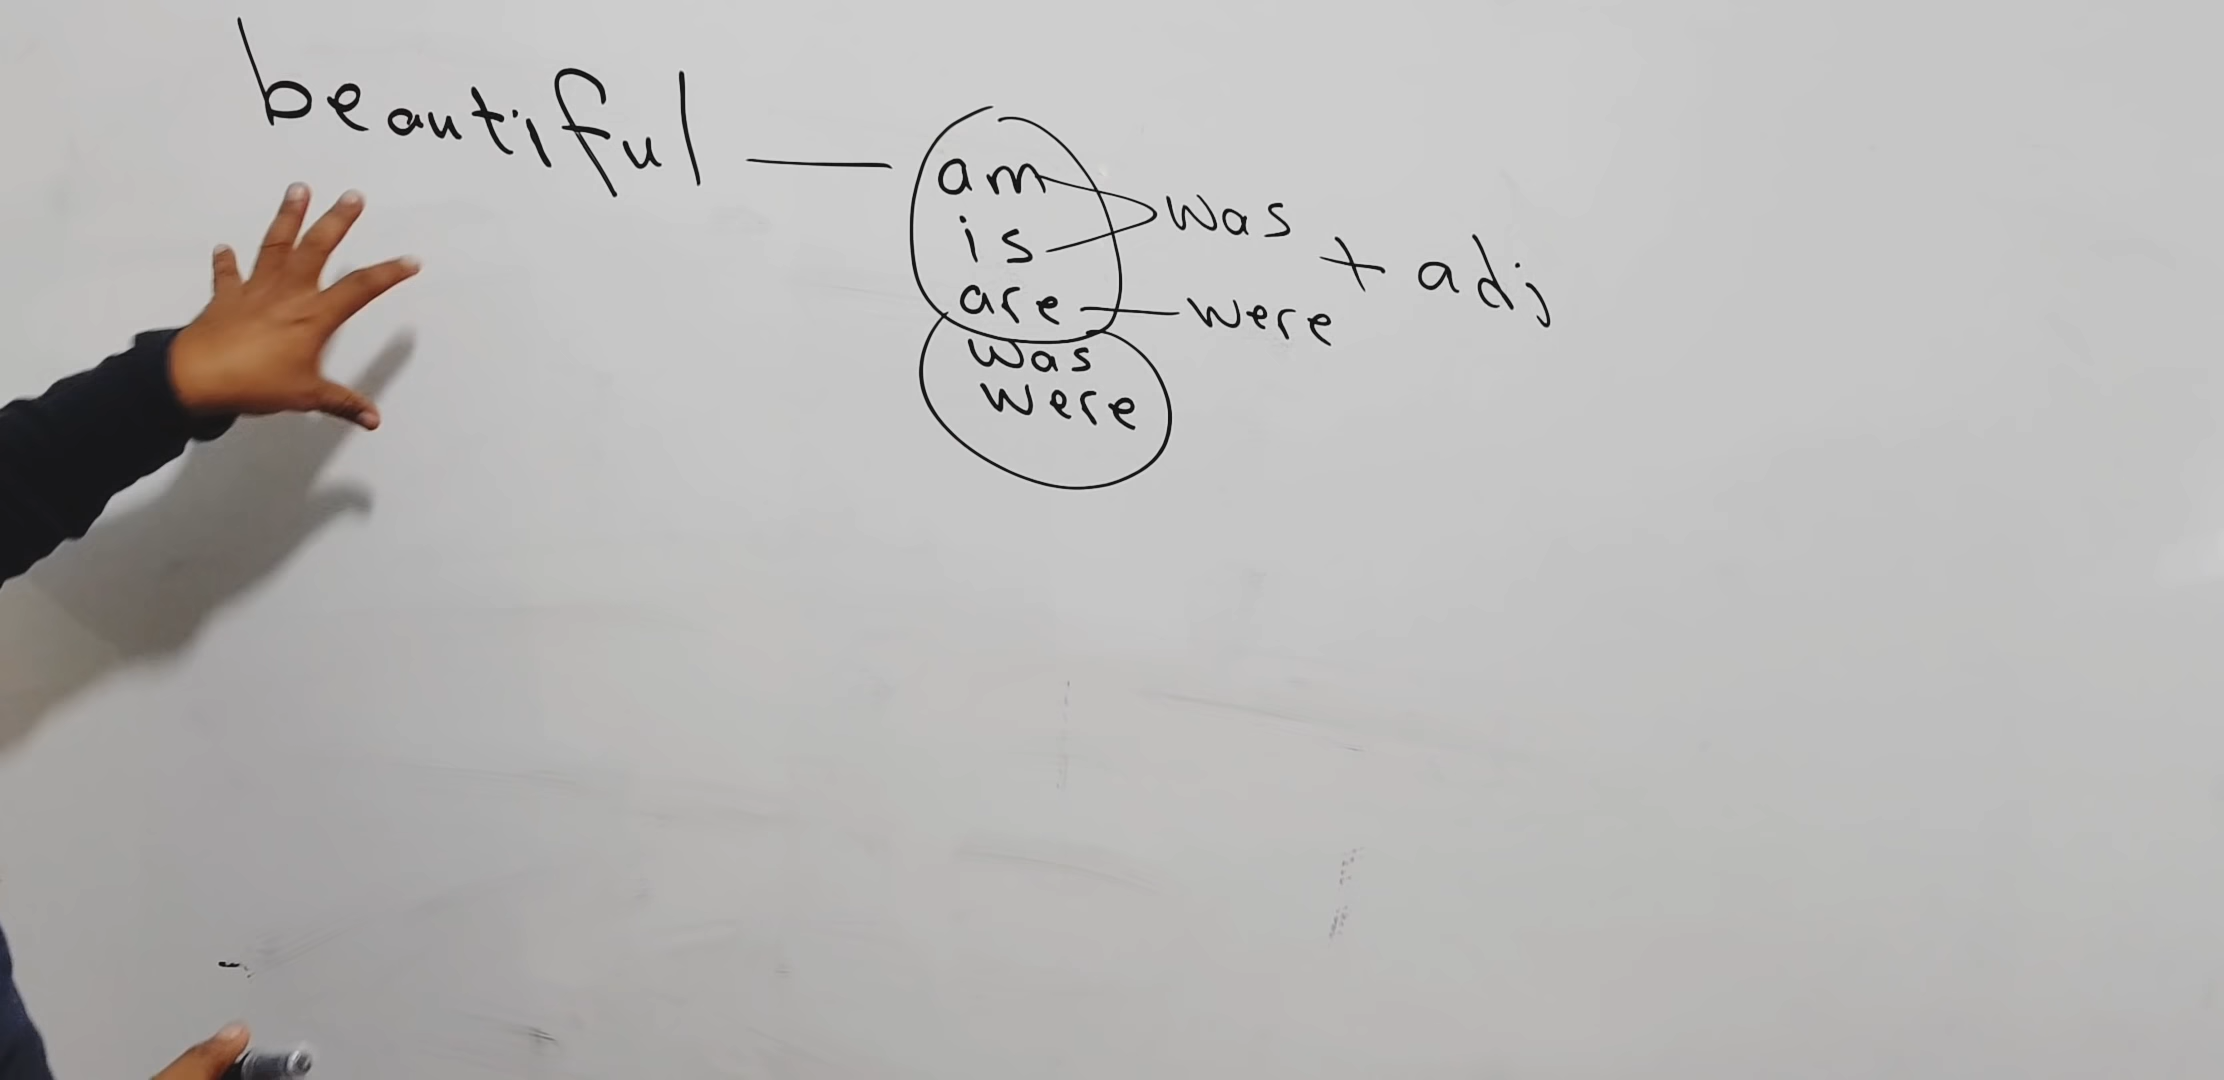 beautiful — am
is
are
was
were
was
were
+ adj